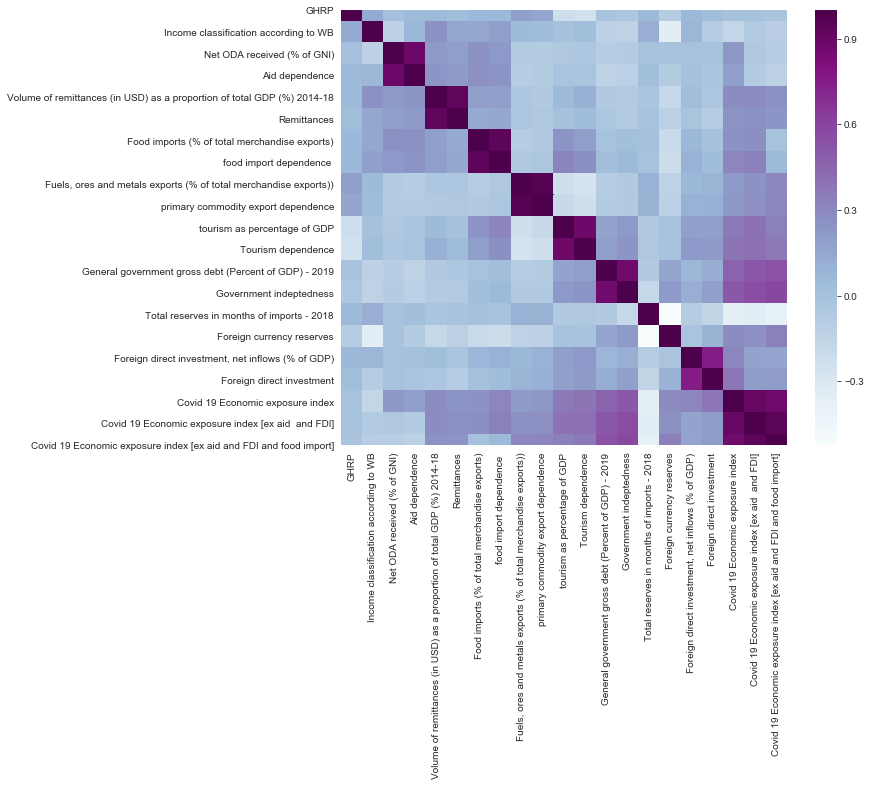 GHRP
Income classification according to WB
Net ODA received (% of GNI)
Aid dependence
Volume of remittances (in USD) as a proportion of total GDP (%) 2014-18
Remittances
Food imports (% of total merchandise exports)
food import dependence
Fuels, ores and metals exports (% of total merchandise exports))
primary commodity export dependence
tourism as percentage of GDP
Tourism dependence
General government gross debt (Percent of GDP) - 2019
Government indeptedness
Total reserves in months of imports - 2018
Foreign currency reserves
Foreign direct investment, net inflows (% of GDP)
Foreign direct investment
Covid 19 Economic exposure index
Covid 19 Economic exposure index [ex aid  and FDI]
Covid 19 Economic exposure index [ex aid and FDI and food import]
GHRP
Income classification according to WB
Net ODA received (% of GNI)
Aid dependence
Volume of remittances (in USD) as a proportion of total GDP (%) 2014-18
Remittances
Food imports (% of total merchandise exports)
food import dependence
Fuels, ores and metals exports (% of total merchandise exports))
primary commodity export dependence
tourism as percentage of GDP
Tourism dependence
General government gross debt (Percent of GDP) - 2019
Government indeptedness
Total reserves in months of imports - 2018
Foreign currency reserves
Foreign direct investment, net inflows (% of GDP)
Foreign direct investment
Covid 19 Economic exposure index
Covid 19 Economic exposure index [ex aid  and FDI]
Covid 19 Economic exposure index [ex aid and FDI and food import]
0.9
0.6
0.3
0.0
−0.3